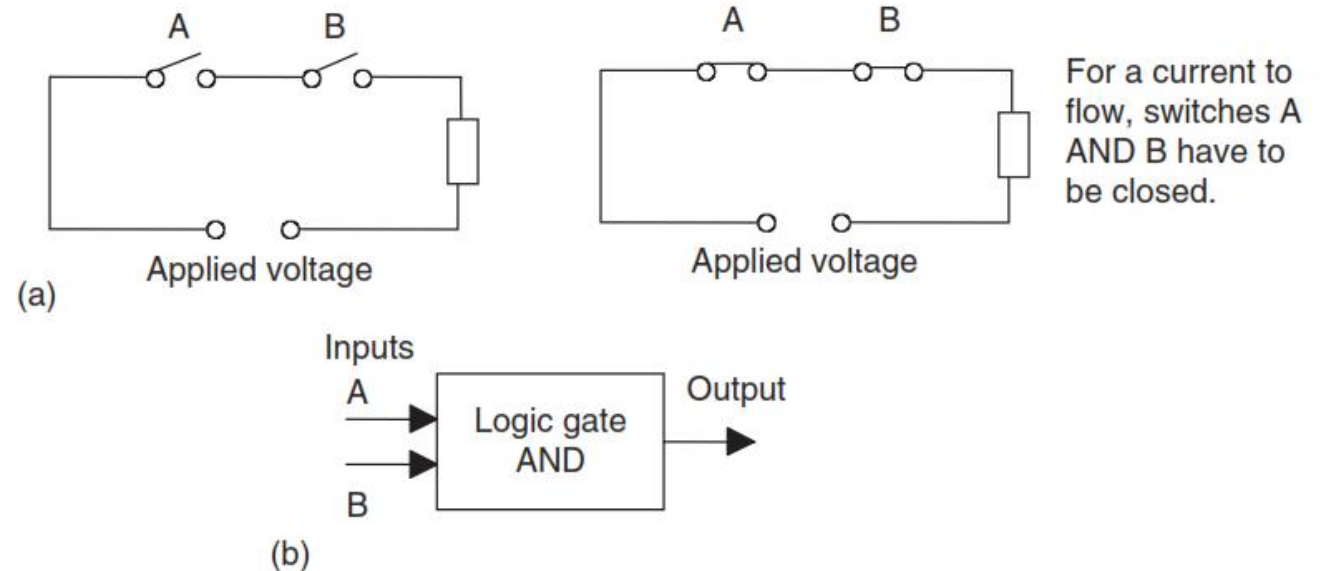 A B
A B
For a current to
flow, switches A
AND B have to
be closed.
Applied voltage
Applied voltage
(a)
Inputs
A
Logic gate
AND
Output
B
(b)